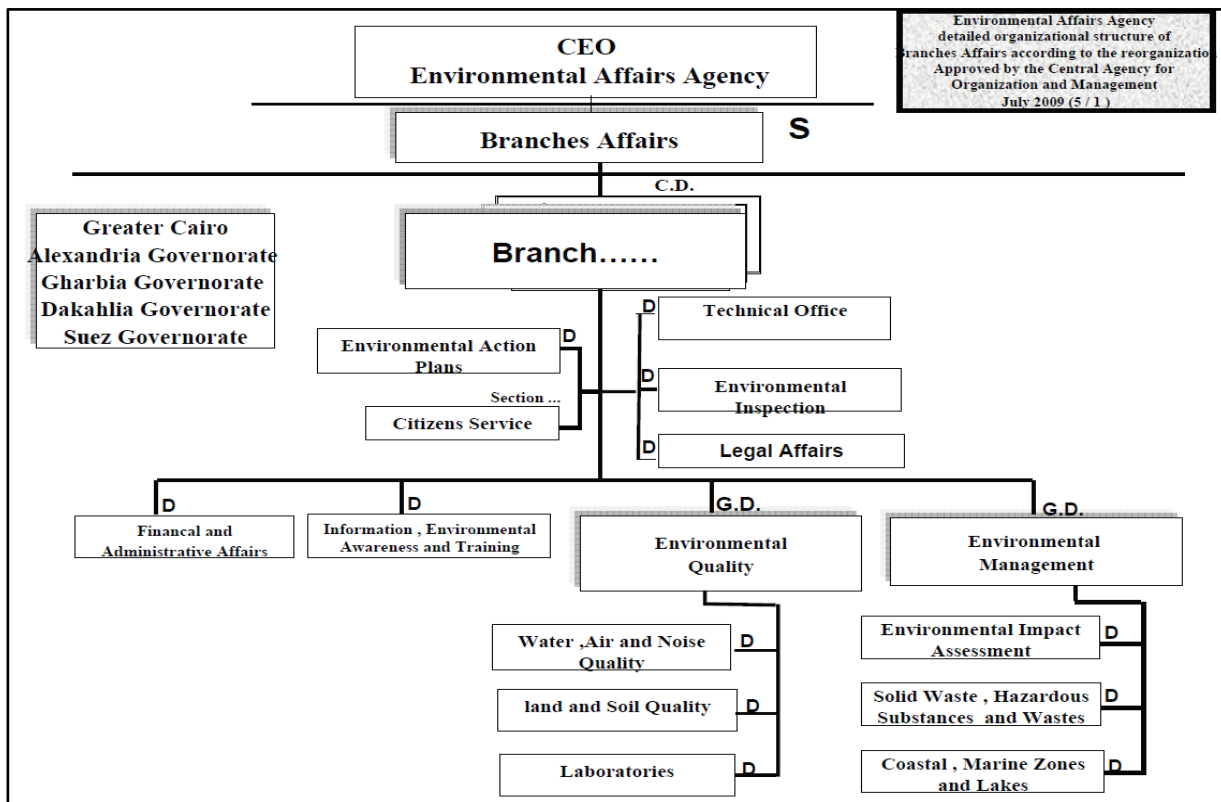 CEO
Environmental Affairs Agency
Environmental Affairs Agency
detailed organizational structure of
Branches Affairs according to the reorganization
Approved by the Central Agency for
Organization and Management
July 2009 (5 / 1 )
Branches Affairs
S
C.D.
Greater Cairo
Alexandria Governorate
Gharbia Governorate
Dakahlia Governorate
Suez Governorate
Branch......
D
Technical Office
D
Environmental Action
Plans
D
Environmental
Inspection
Section ...
Citizens Service
D
Legal Affairs
D
Financal and
Administrative Affairs
D
Information , Environmental
Awareness and Training
G.D.
Environmental
Quality
G.D.
Environmental
Management
Water ,Air and Noise
Quality
D
land and Soil Quality
D
Laboratories
D
Environmental Impact
Assessment
D
Solid Waste , Hazardous
Substances and Wastes
D
Coastal , Marine Zones
and Lakes
D